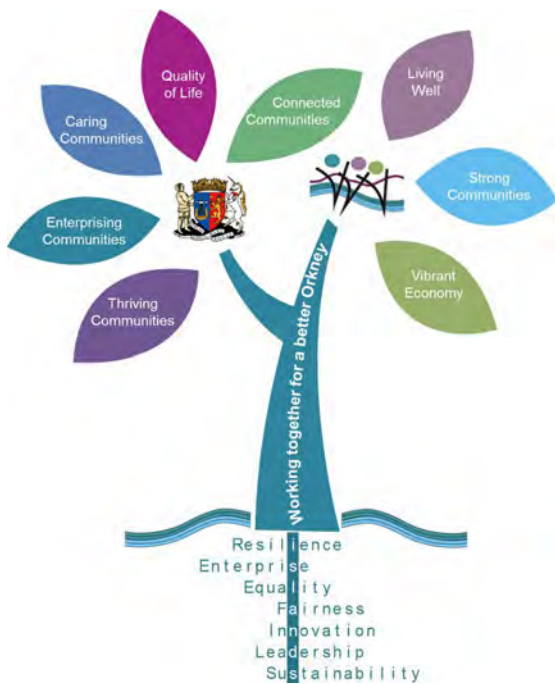 Quality
of Life
Connected
Communities
Living
Well
Caring
Communities
Strong
Communities
Enterprising
Communities
Vibrant
Economy
Thriving
Communities
Working together for a better Orkney
Resilience
Enterprise
Equality
Fairness
Innovation
Leadership
Sustainability